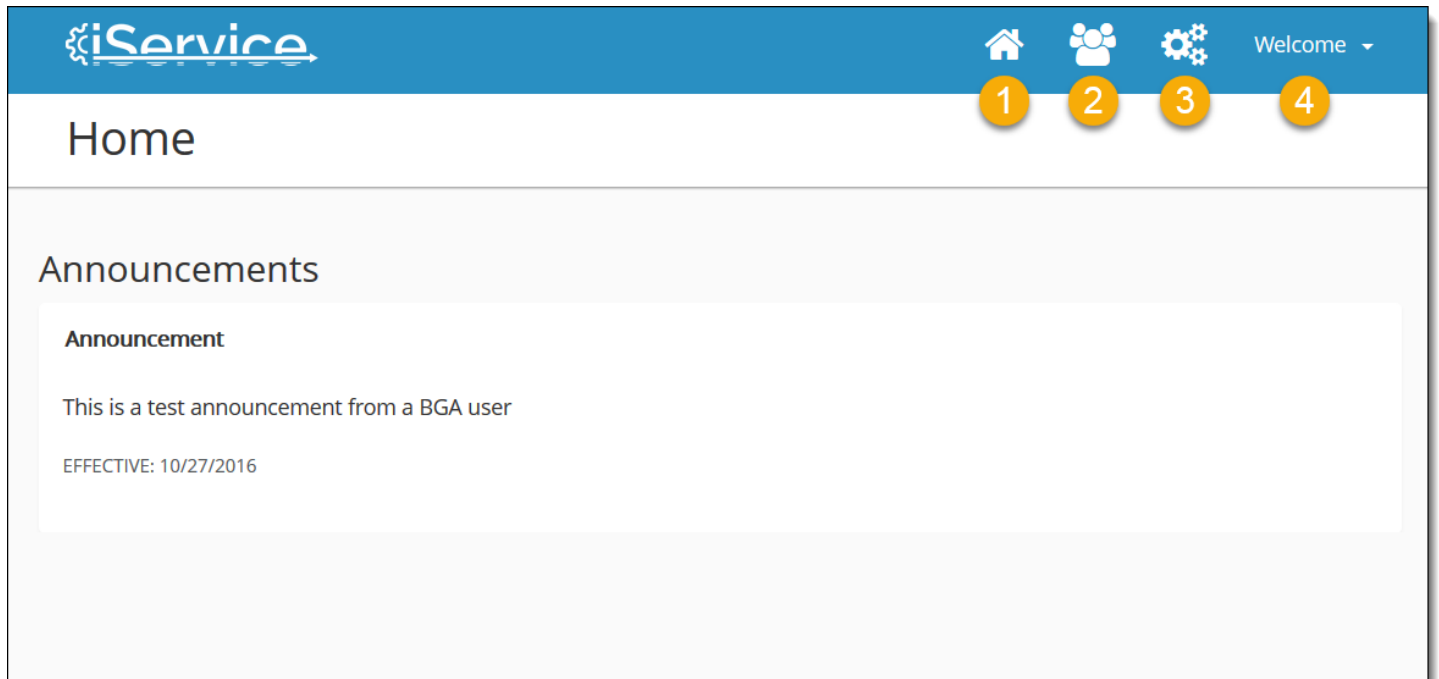 iService
Welcome
1 2 3 4
Home
Announcements
Announcement
This is a test announcement from a BGA user
EFFECTIVE: 10/27/2016